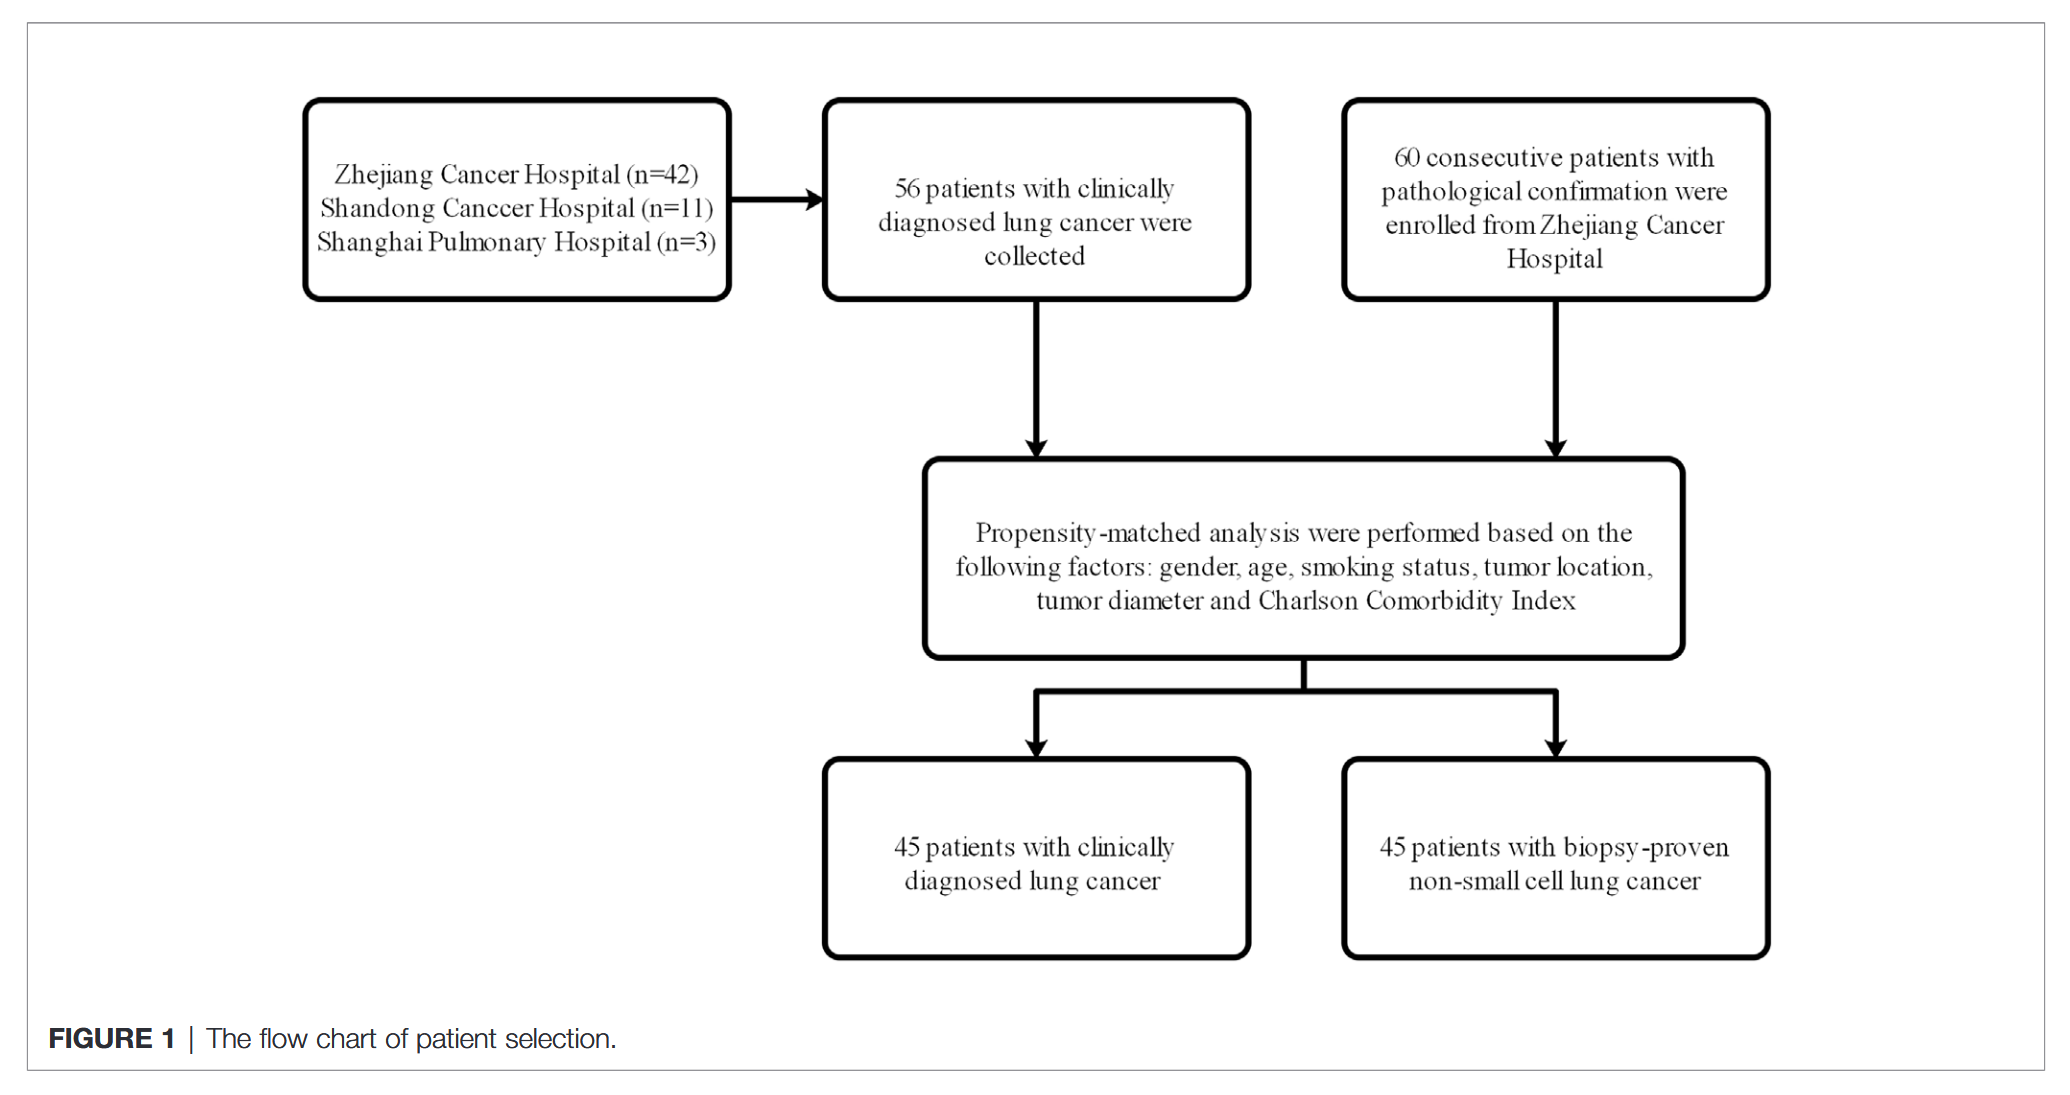 Zhejiang Cancer Hospital (n=42)
Shandong Canccer Hospital (n=11)
Shanghai Pulmonary Hospital (n=3)
56 patients with clinically
diagnosed lung cancer were
collected
60 consecutive patients with
pathological confirmation were
enrolled from Zhejiang Cancer
Hospital
Propensity-matched analysis were performed based on the
following factors: gender, age, smoking status, tumor location,
tumor diameter and Charlson Comorbidity Index
45 patients with clinically
diagnosed lung cancer
45 patients with biopsy-proven
non-small cell lung cancer
FIGURE 1 | The flow chart of patient selection.